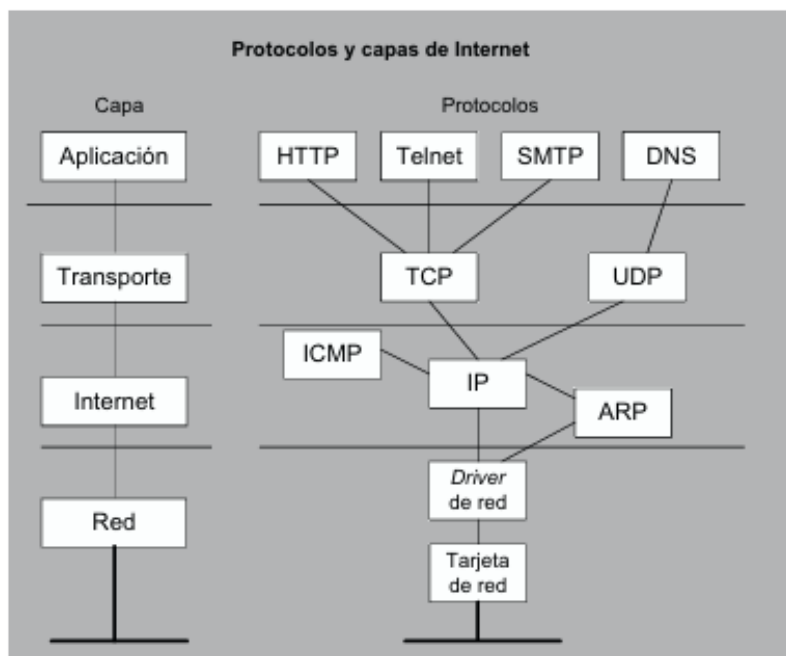 Protocolos y capas de Internet
Capa
Protocolos
Aplicación
HTTP
Telnet
SMTP
DNS
Transporte
TCP
UDP
ICMP
IP
Internet
ARP
Driver
de red
Red
Tarjeta
de red